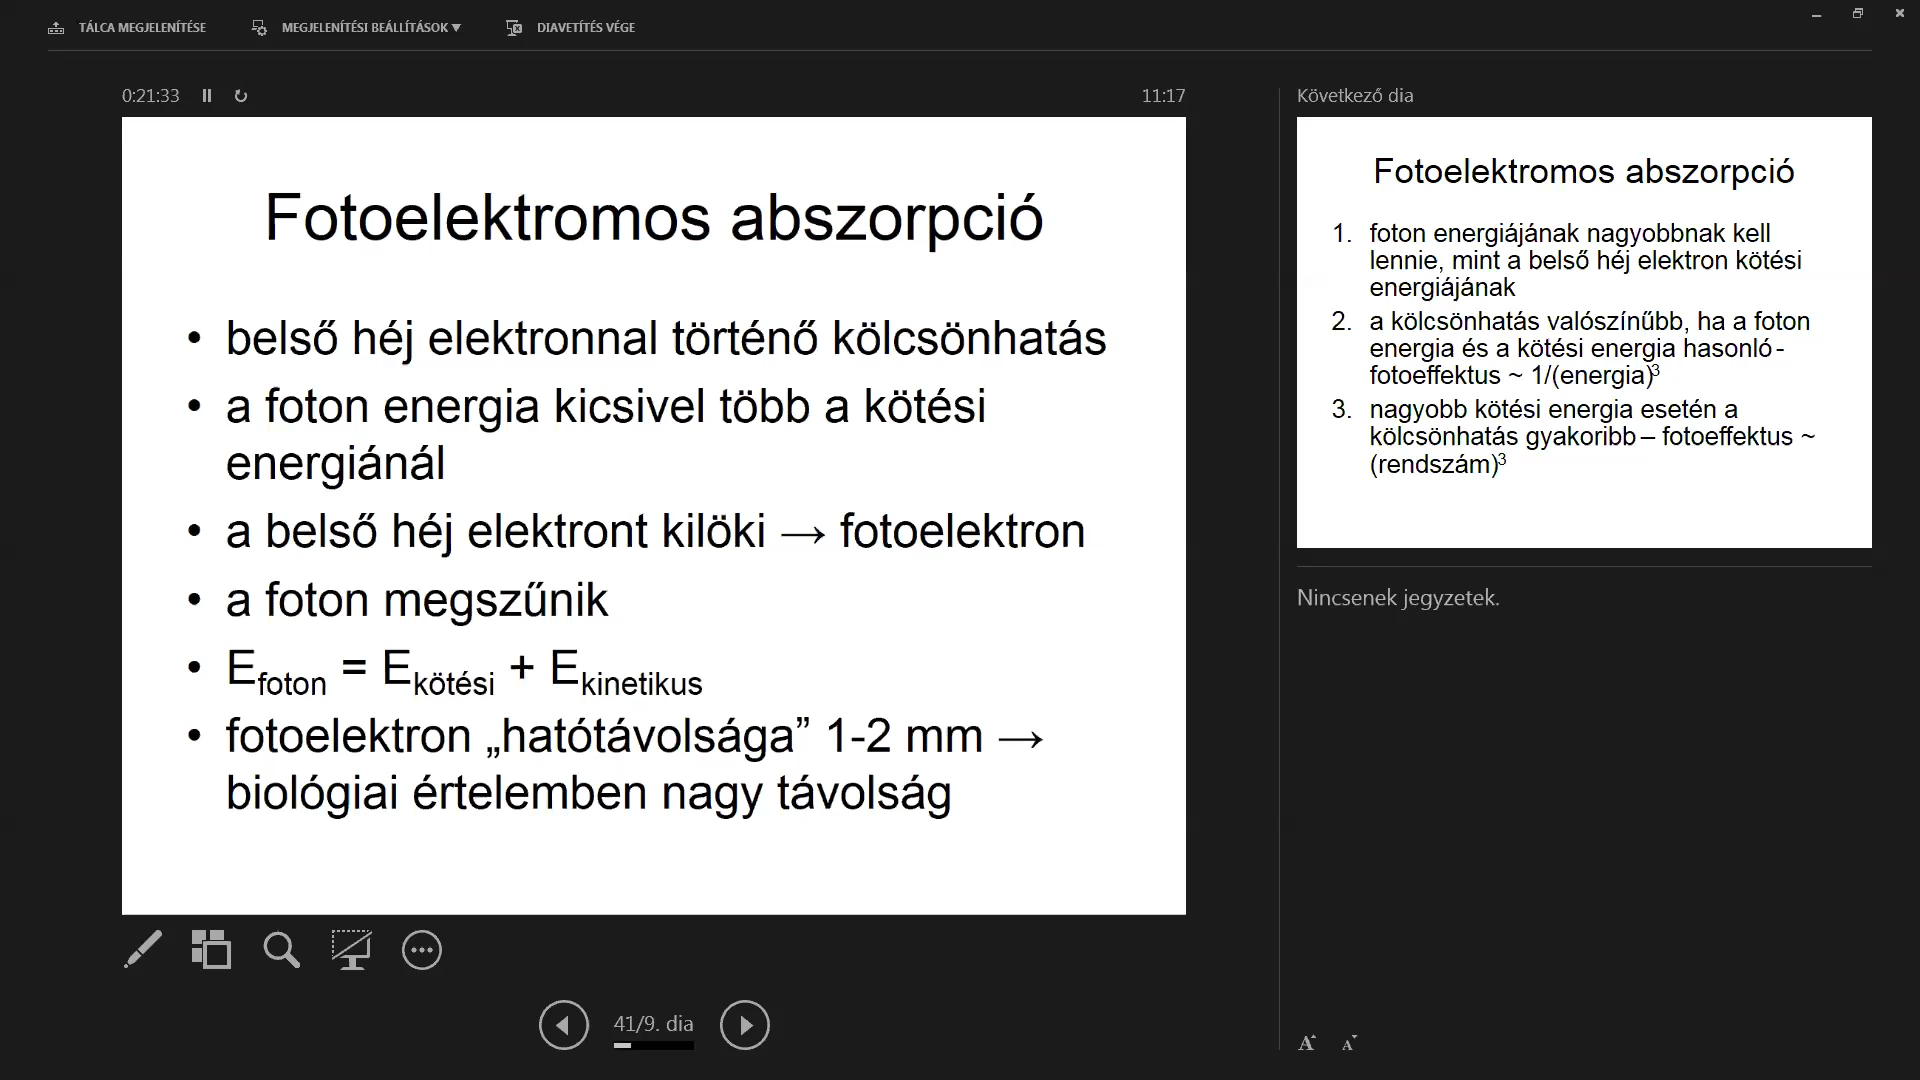 TÁLCA MEGJELENÍTÉSE
MEGJELENÍTÉSI BEÁLLÍTÁSOK ▼
DIAVETÍTÉS VÉGE
0:21:33
11:17
Fotoelektromos abszorpció
• belső héj elektronnal történő kölcsönhatás
• a foton energia kicsivel több a kötési
energiánál
• a belső héj elektront kilöki → fotoelektron
• a foton megszűnik
• E_foton = E_kötési + E_kinetikus
• fotoelektron „hatótávolsága” 1-2 mm →
biológiai értelemben nagy távolság
41/9. dia
Következő dia
Fotoelektromos abszorpció
1. foton energiájának nagyobbnak kell
lennie, mint a belső héj elektron kötési
energiájának
2. a kölcsönhatás valószínűbb, ha a foton
energia és a kötési energia hasonló -
fotoeffektus ~ 1/(energia)³
3. nagyobb kötési energia esetén a
kölcsönhatás gyakoribb – fotoeffektus ~
(rendszám)³
Nincsenek jegyzetek.
A A